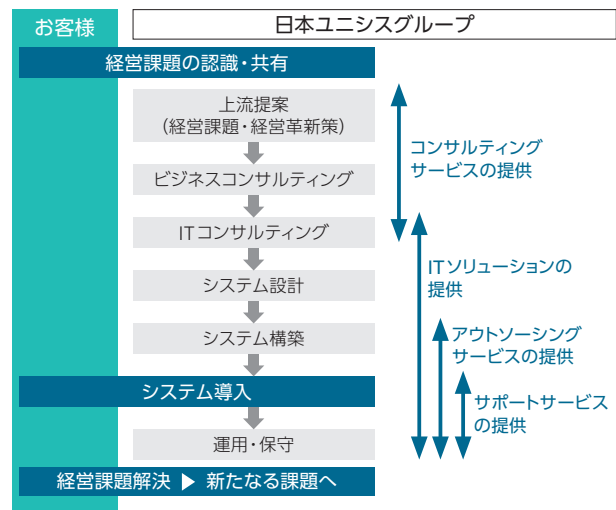 お客様
日本ユニシスグループ
経営課題の認識・共有
上流提案
(経営課題・経営革新策)
ビジネスコンサルティング
ITコンサルティング
システム設計
システム構築
システム導入
運用・保守
経営課題解決 ▶ 新たなる課題へ
コンサルティング
サービスの提供
ITソリューションの
提供
アウトソーシング
サービスの提供
サポートサービス
の提供